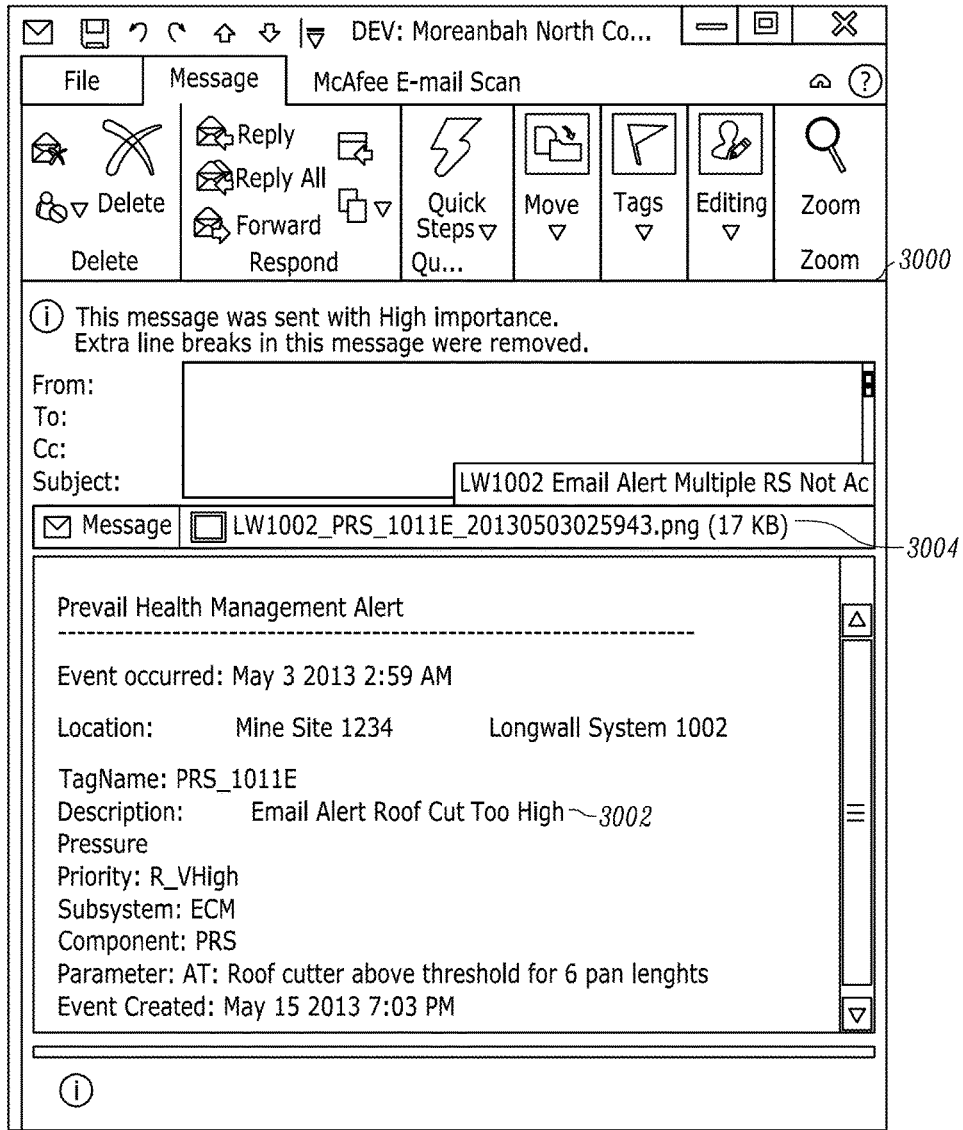 DEV: Moreanbah North Co...
File Message McAfee E-mail Scan
Reply
Reply All
Forward
Delete
Quick Steps
Move
Tags
Editing
Zoom
Delete Respond Qu... Zoom
3000
This message was sent with High importance.
Extra line breaks in this message were removed.
From:
To:
Cc:
Subject: LW1002 Email Alert Multiple RS Not Ac
Message LW1002_PRS_1011E_20130503025943.png (17 KB)
3004
Prevail Health Management Alert
--------------------------------------------------------------------
Event occurred: May 3 2013 2:59 AM
Location: Mine Site 1234 Longwall System 1002
TagName: PRS_1011E
Description: Email Alert Roof Cut Too High 3002
Pressure
Priority: R_VHigh
Subsystem: ECM
Component: PRS
Parameter: AT: Roof cutter above threshold for 6 pan lenghts
Event Created: May 15 2013 7:03 PM